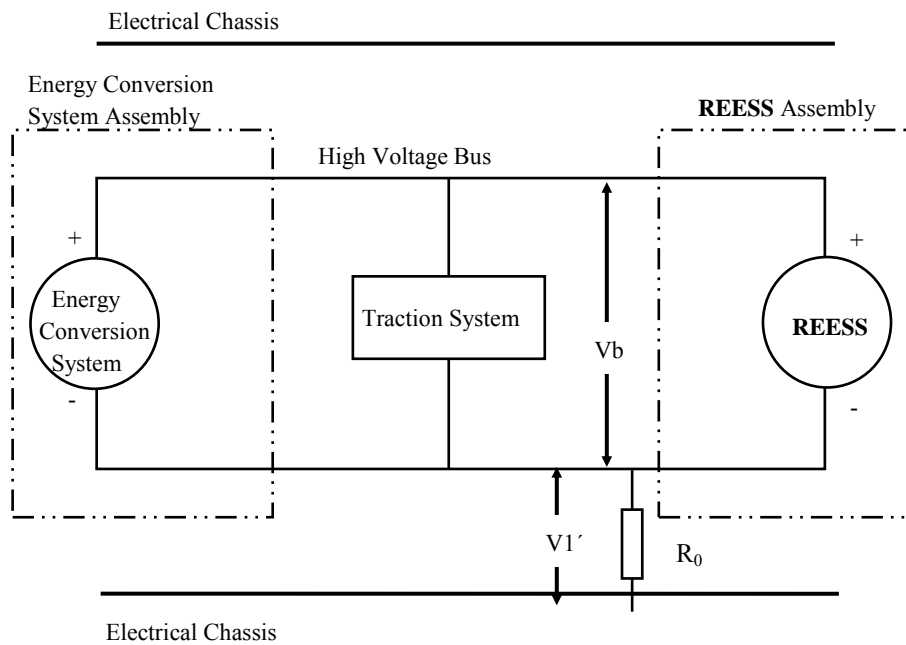 Electrical Chassis
Energy Conversion
System Assembly
REESS Assembly
High Voltage Bus
+
+
Energy
Conversion
System
Traction System
Vb
REESS
-
-
V1´
R₀
Electrical Chassis